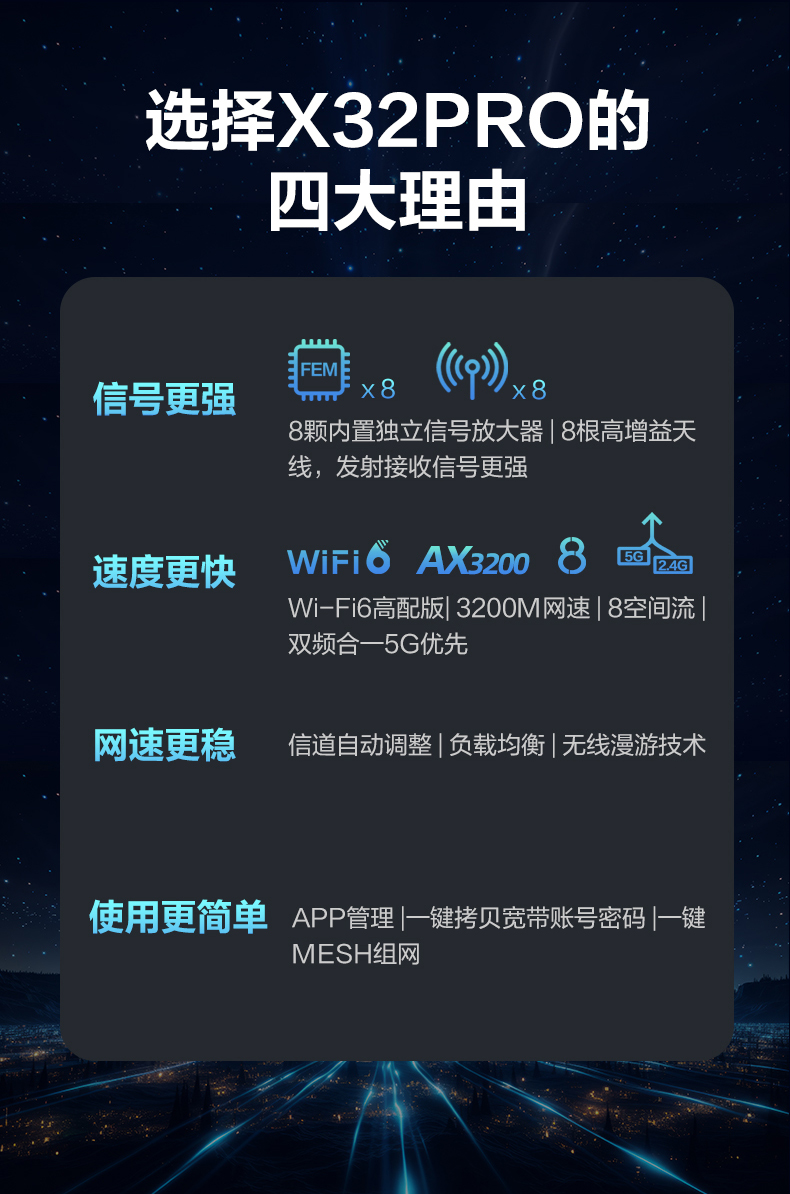 选择X32PRO的
四大理由
信号更强
FEM x8 x8
8颗内置独立信号放大器 | 8根高增益天
线，发射接收信号更强
速度更快
WiFi6 AX3200 8 5G 2.4G
Wi-Fi6高配版| 3200M网速 | 8空间流 |
双频合一5G优先
网速更稳
信道自动调整 | 负载均衡 | 无线漫游技术
使用更简单
APP管理 |一键拷贝宽带账号密码 |一键
MESH组网